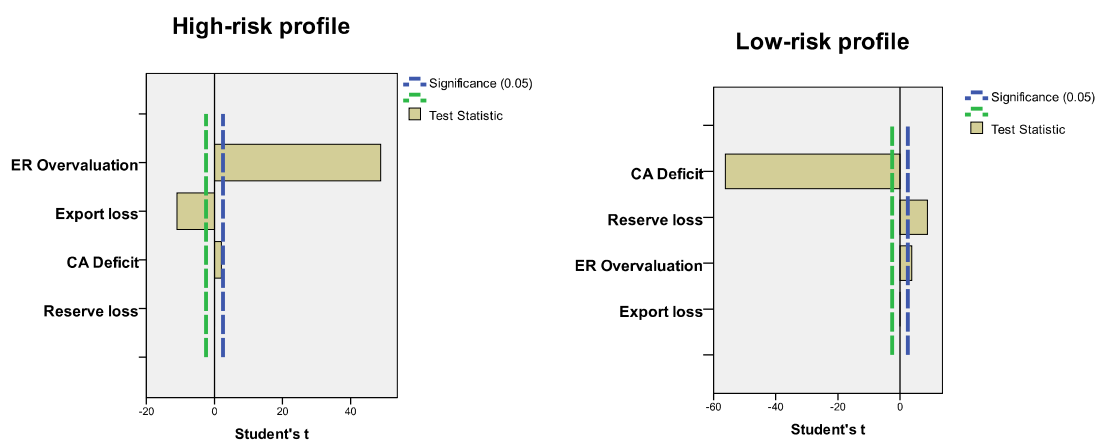 High-risk profile
Significance (0.05)
Test Statistic
ER Overvaluation
Export loss
CA Deficit
Reserve loss
-20 0 20 40
Student's t
Low-risk profile
Significance (0.05)
Test Statistic
CA Deficit
Reserve loss
ER Overvaluation
Export loss
-60 -40 -20 0
Student's t